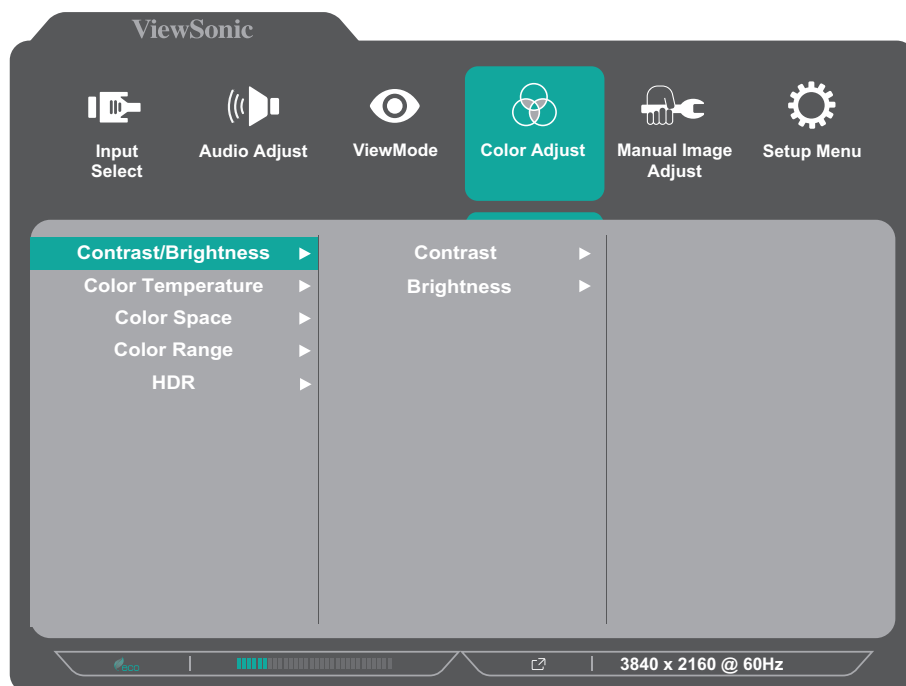 ViewSonic
Input
Select
Audio Adjust
ViewMode
Color Adjust
Manual Image
Adjust
Setup Menu
Contrast/Brightness
Color Temperature
Color Space
Color Range
HDR
Contrast
Brightness
eco
3840 x 2160 @ 60Hz